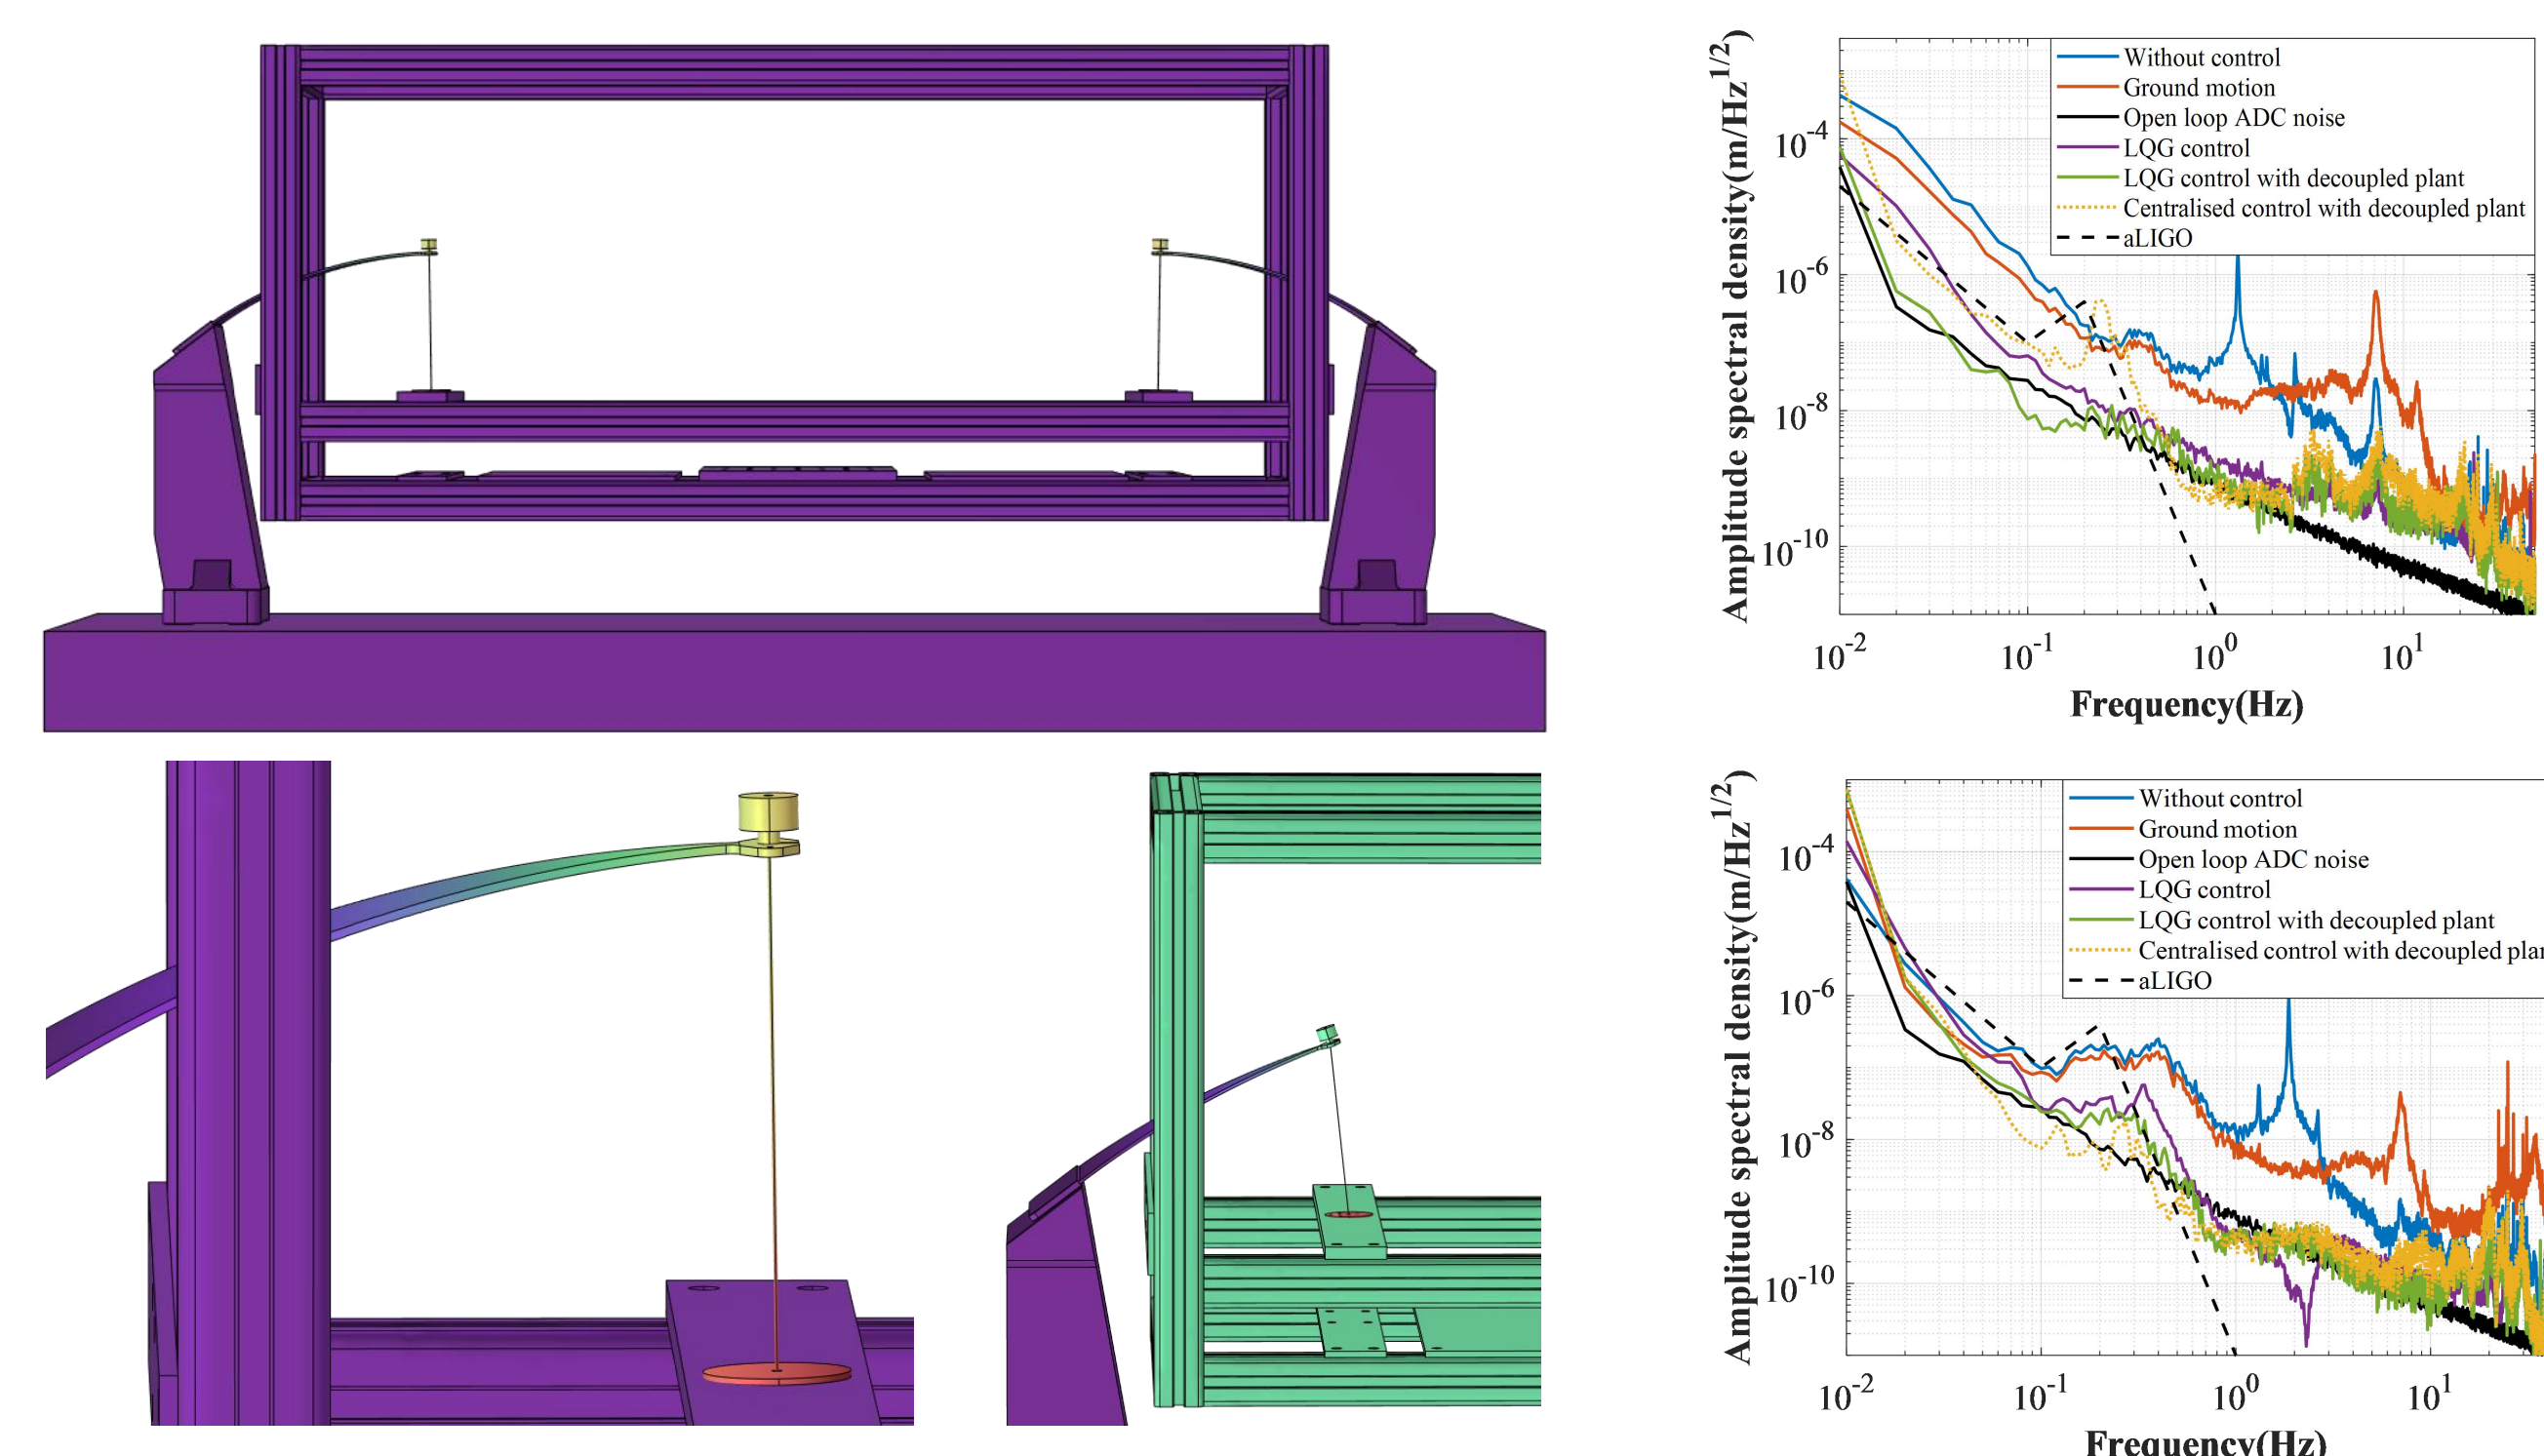 Amplitude spectral density(m/Hz^1/2)
Without control
Ground motion
Open loop ADC noise
LQG control
LQG control with decoupled plant
Centralised control with decoupled plant
aLIGO
10^-4
10^-6
10^-8
10^-10
10^-2 10^-1 10^0 10^1
Frequency(Hz)
Amplitude spectral density(m/Hz^1/2)
Without control
Ground motion
Open loop ADC noise
LQG control
LQG control with decoupled plant
Centralised control with decoupled
aLIGO
10^-4
10^-6
10^-8
10^-10
10^-2 10^-1 10^0 10^1
Frequency(Hz)